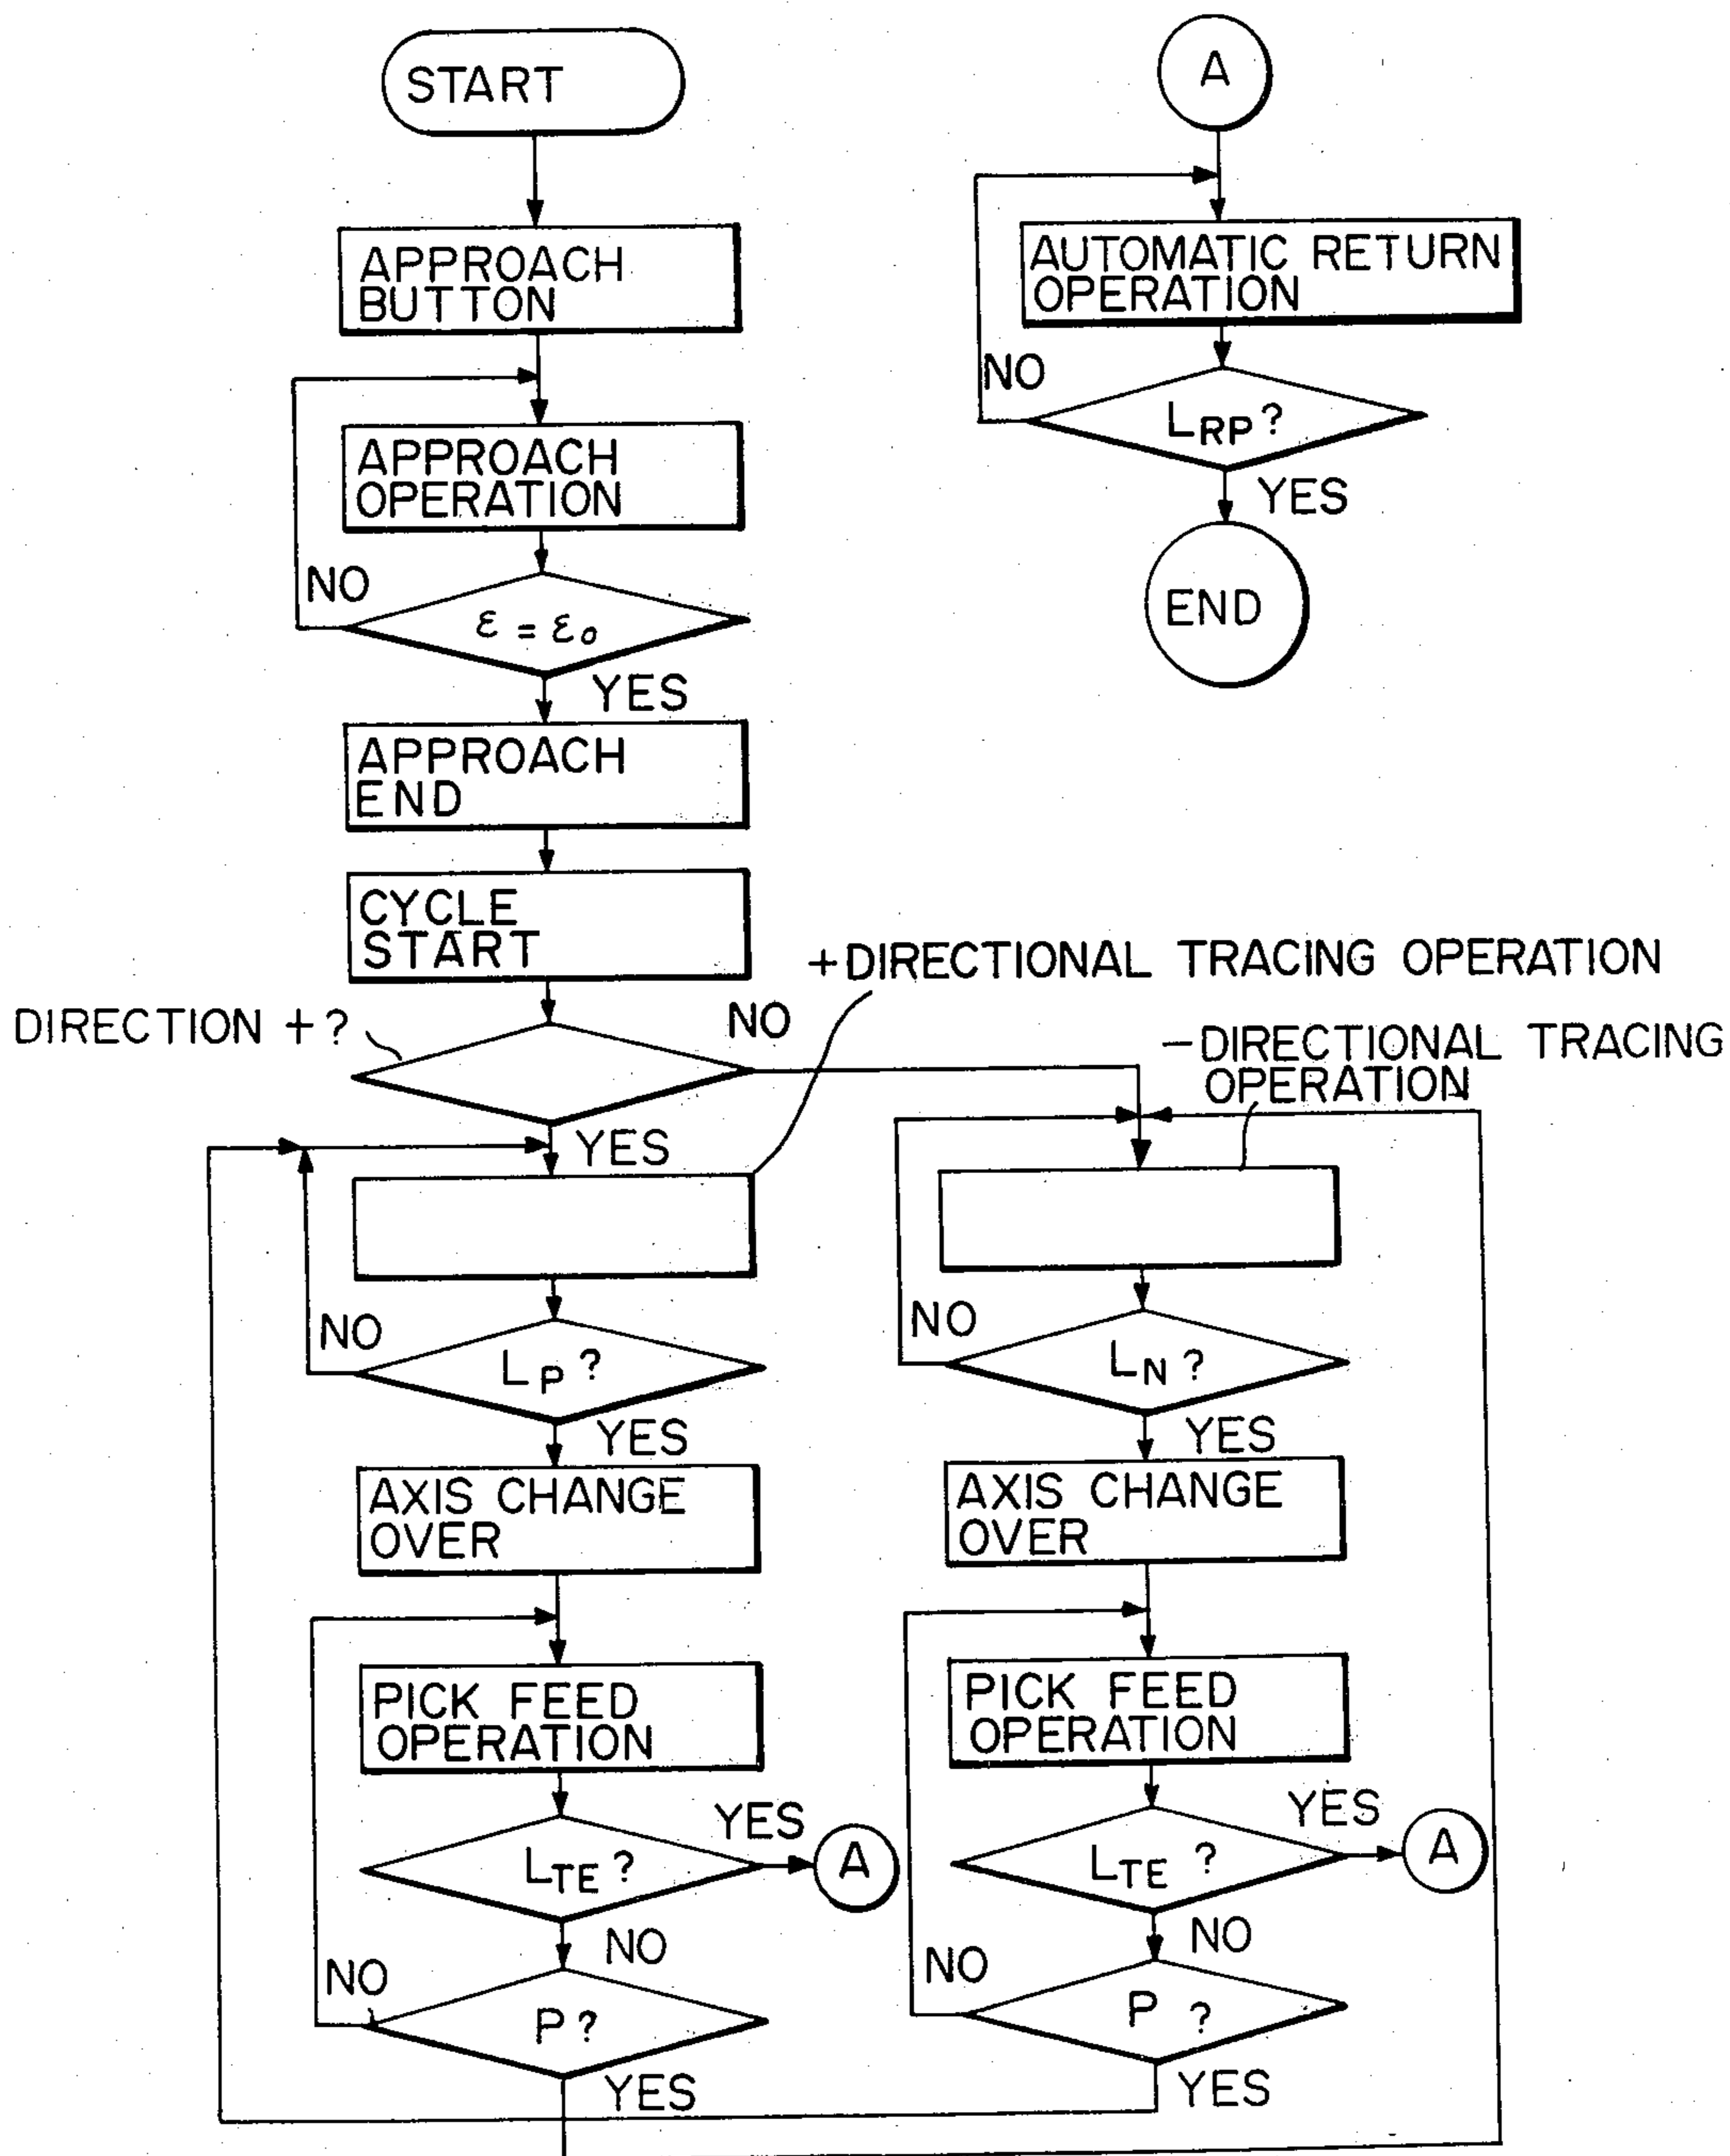 START
APPROACH
BUTTON
APPROACH
OPERATION
NO
ε = ε₀
YES
APPROACH
END
CYCLE
START
DIRECTION +?
NO
+DIRECTIONAL TRACING OPERATION
YES
NO
LP ?
YES
AXIS CHANGE
OVER
PICK FEED
OPERATION
LTE ?
YES
A
NO
NO
P ?
YES
-DIRECTIONAL TRACING
OPERATION
NO
LN ?
YES
AXIS CHANGE
OVER
PICK FEED
OPERATION
LTE ?
YES
A
NO
NO
P ?
YES
A
AUTOMATIC RETURN
OPERATION
NO
LRP ?
YES
END